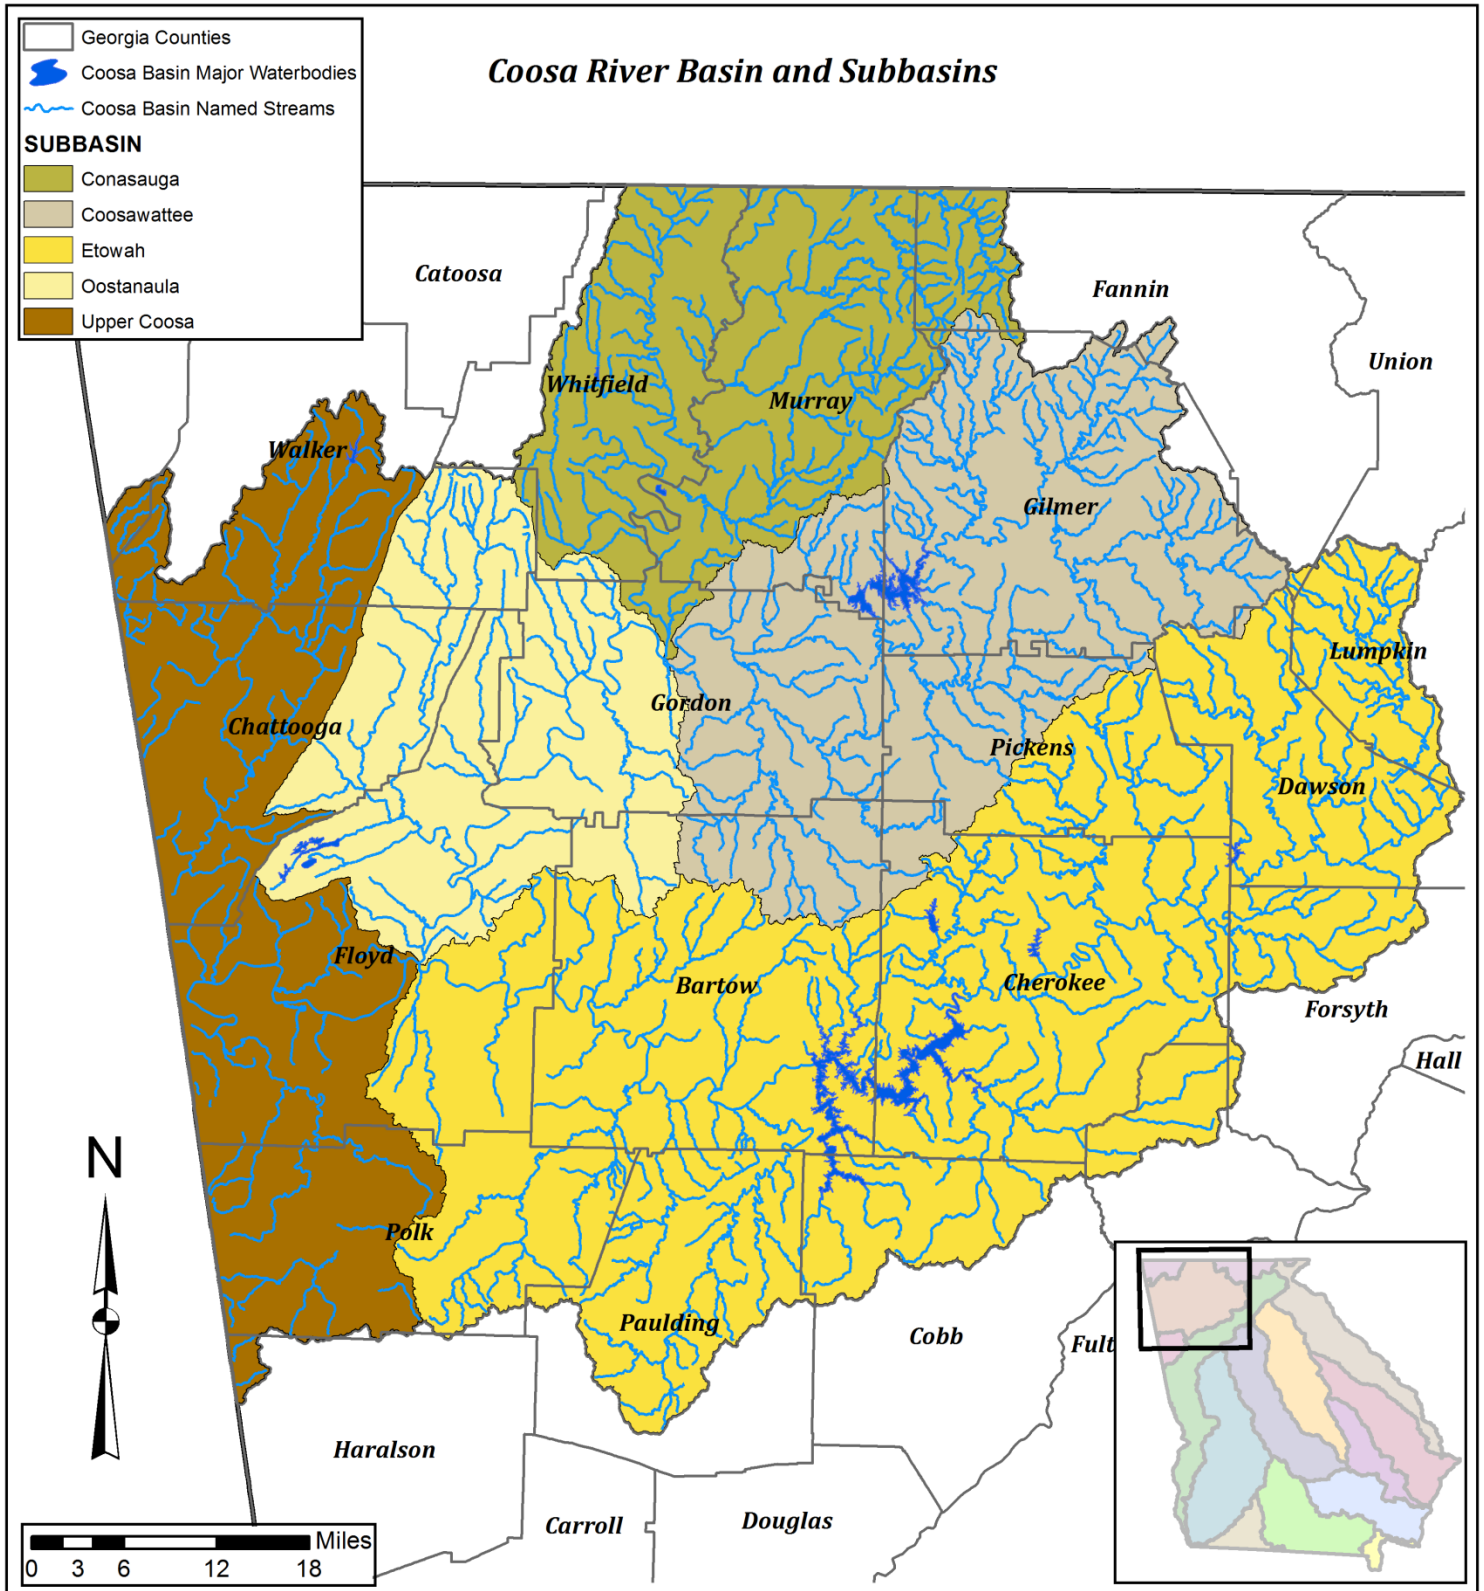 Georgia Counties
Coosa Basin Major Waterbodies
Coosa Basin Named Streams
SUBBASIN
Conasauga
Coosawattee
Etowah
Oostanaula
Upper Coosa
Coosa River Basin and Subbasins
Catoosa
Fannin
Union
Whitfield
Murray
Walker
Gilmer
Lumpkin
Gordon
Chattooga
Pickens
Dawson
Floyd
Bartow
Cherokee
Forsyth
Hall
N
Polk
Paulding
Cobb
Fult
Haralson
Carroll
Douglas
Miles
0 3 6 12 18